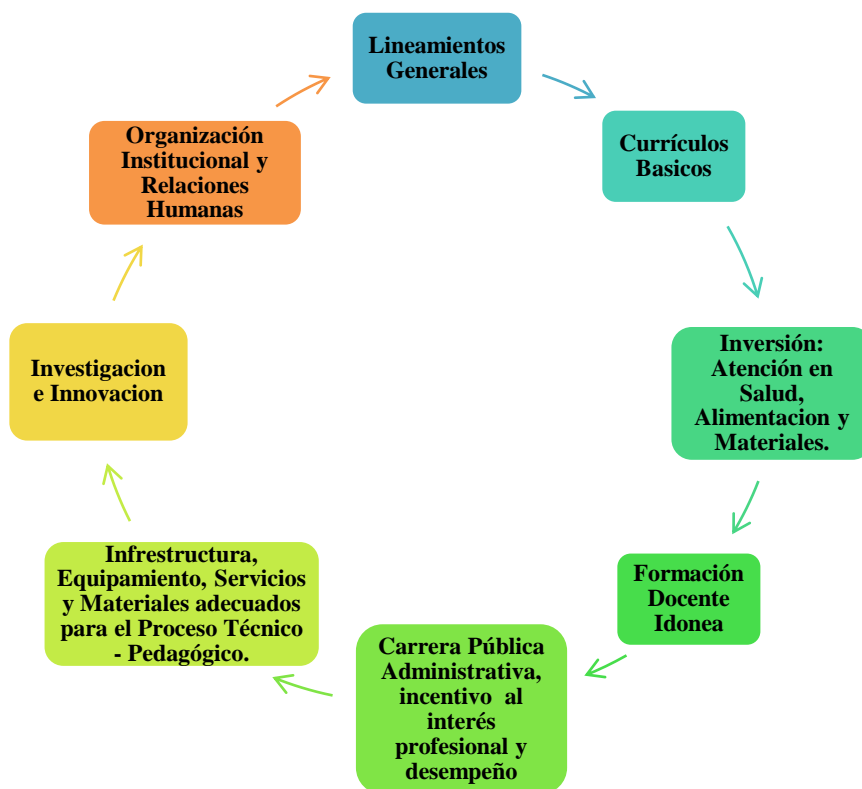 Lineamientos
Generales
Currículos
Basicos
Inversión:
Atención en
Salud,
Alimentacion y
Materiales.
Formación
Docente
Idonea
Carrera Pública
Administrativa,
incentivo al
interés
profesional y
desempeño
Infrestructura,
Equipamiento, Servicios
y Materiales adecuados
para el Proceso Técnico
- Pedagógico.
Investigacion
e Innovacion
Organización
Institucional y
Relaciones
Humanas